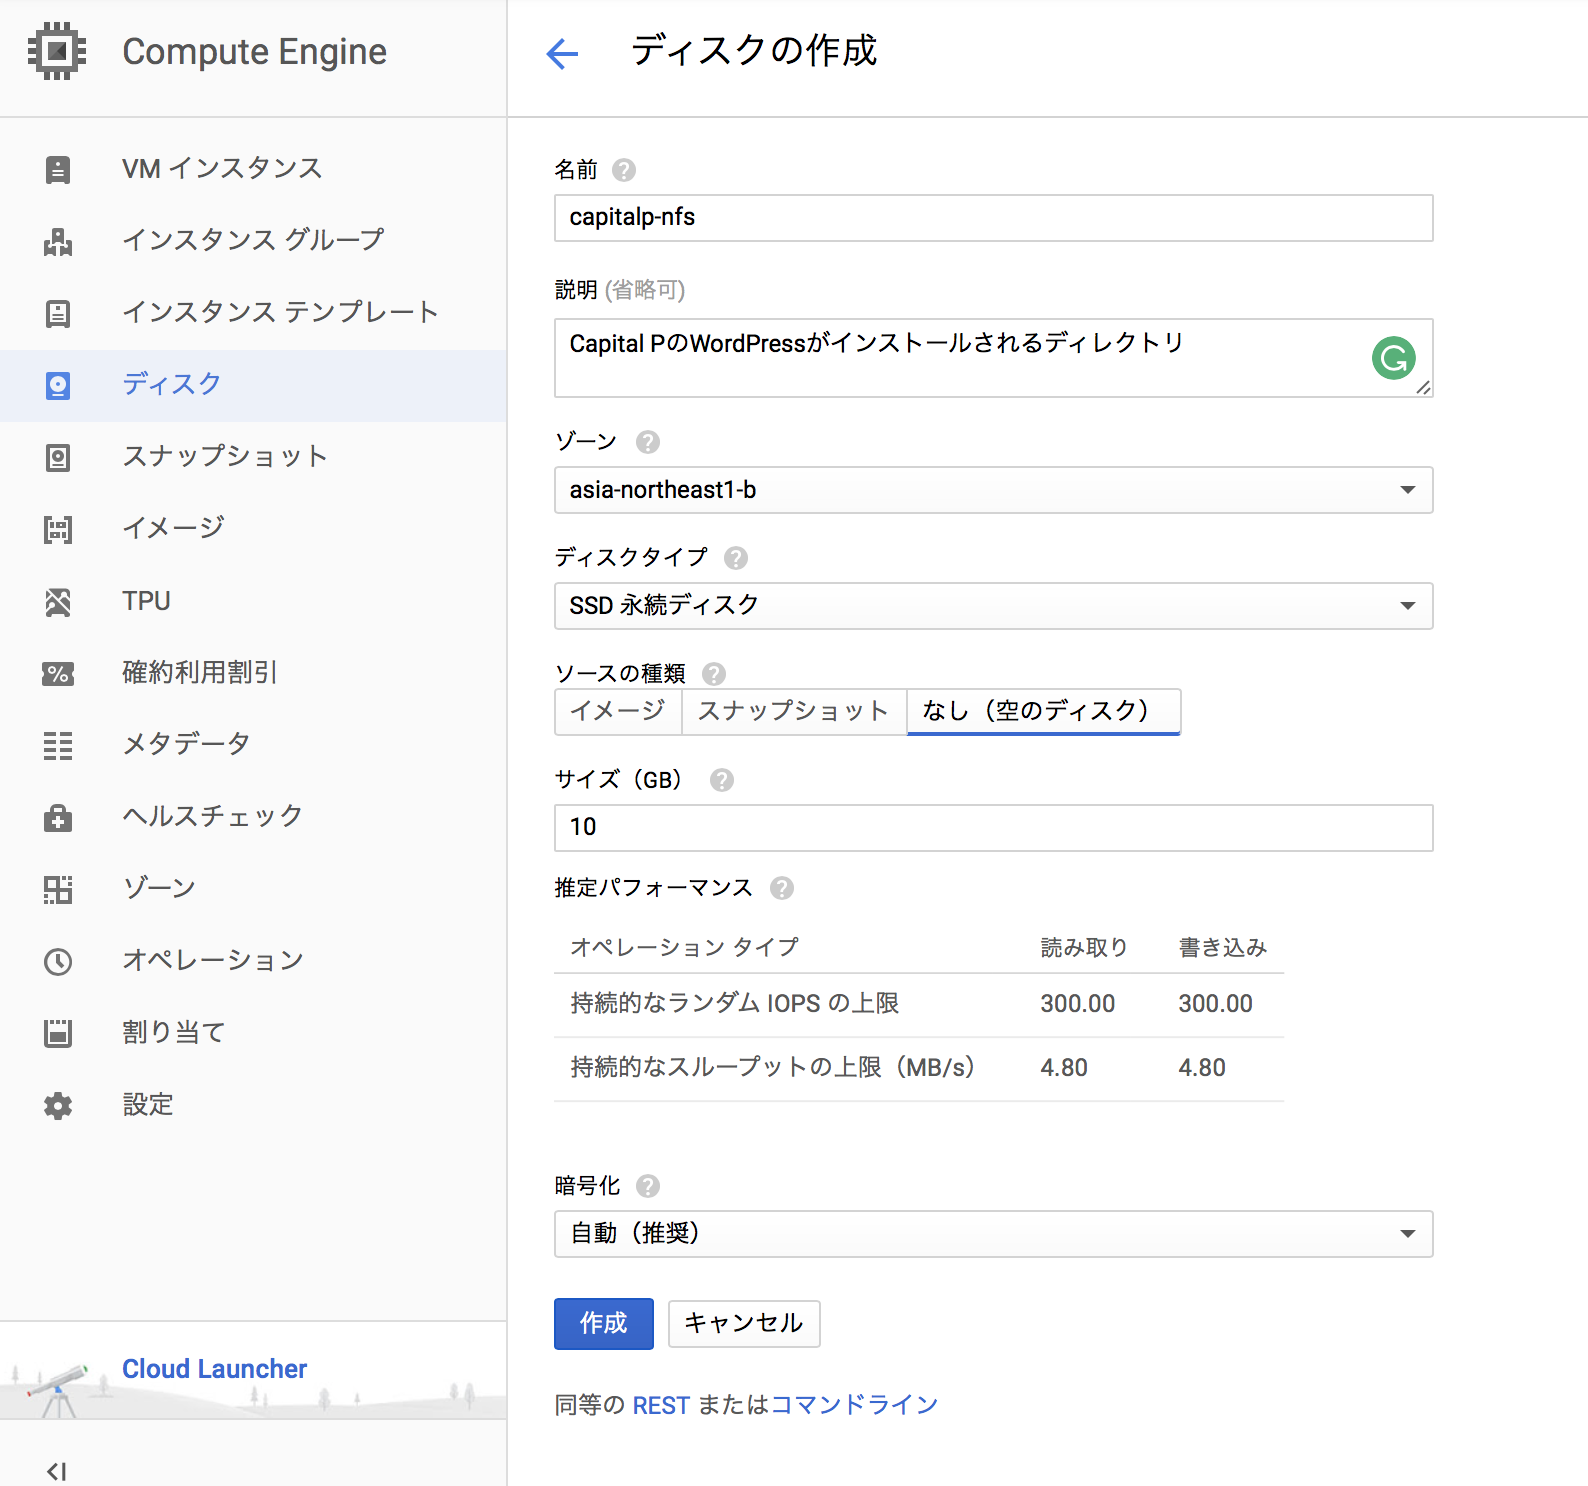 Compute Engine
VM インスタンス
インスタンス グループ
インスタンス テンプレート
ディスク
スナップショット
イメージ
TPU
確約利用割引
メタデータ
ヘルスチェック
ゾーン
オペレーション
割り当て
設定
Cloud Launcher
ディスクの作成
名前 ?
capitalp-nfs
説明 (省略可)
Capital PのWordPressがインストールされるディレクトリ
ゾーン ?
asia-northeast1-b
ディスクタイプ ?
SSD 永続ディスク
ソースの種類 ?
イメージ スナップショット なし（空のディスク）
サイズ（GB） ?
10
推定パフォーマンス ?
オペレーション タイプ 読み取り 書き込み
持続的なランダム IOPS の上限 300.00 300.00
持続的なスループットの上限（MB/s） 4.80 4.80
暗号化 ?
自動（推奨）
作成 キャンセル
同等の REST またはコマンドライン